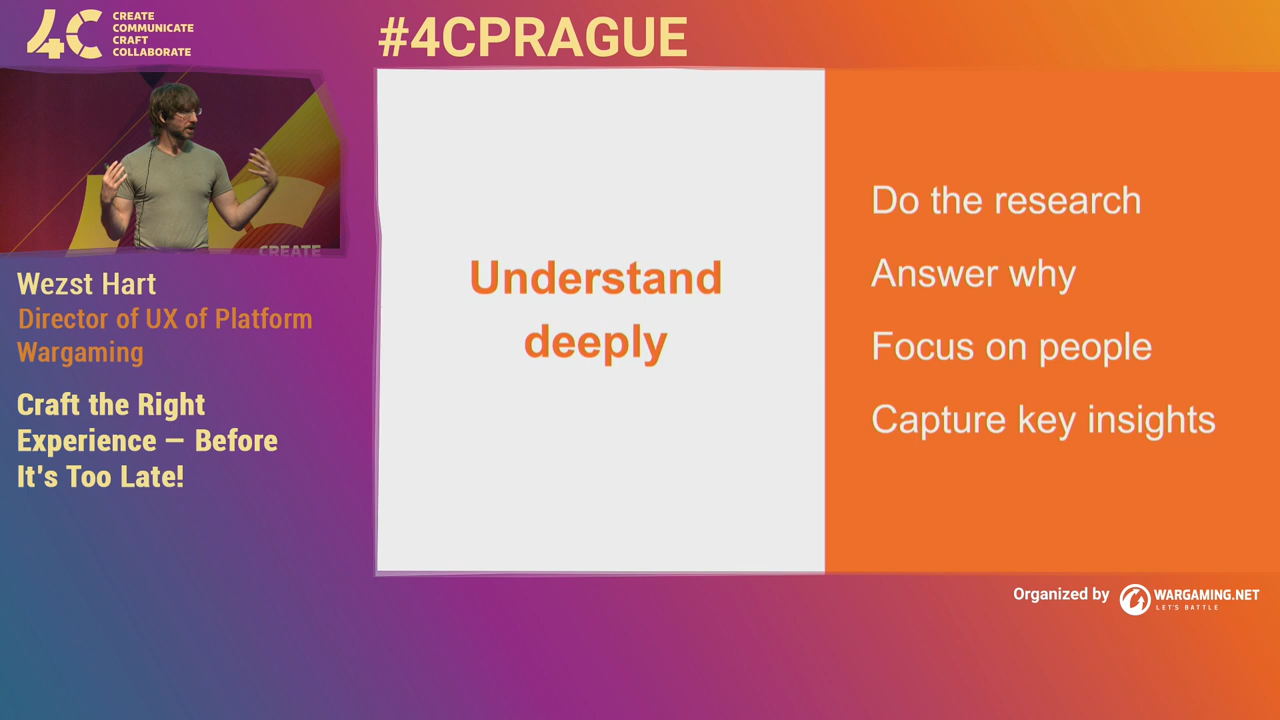 4C
CREATE
COMMUNICATE
CRAFT
COLLABORATE
#4CPRAGUE
CREATE
Wezst Hart
Director of UX of Platform
Wargaming
Craft the Right
Experience — Before
It's Too Late!
Understand
deeply
Do the research
Answer why
Focus on people
Capture key insights
Organized by
WARGAMING.NET
LET'S BATTLE